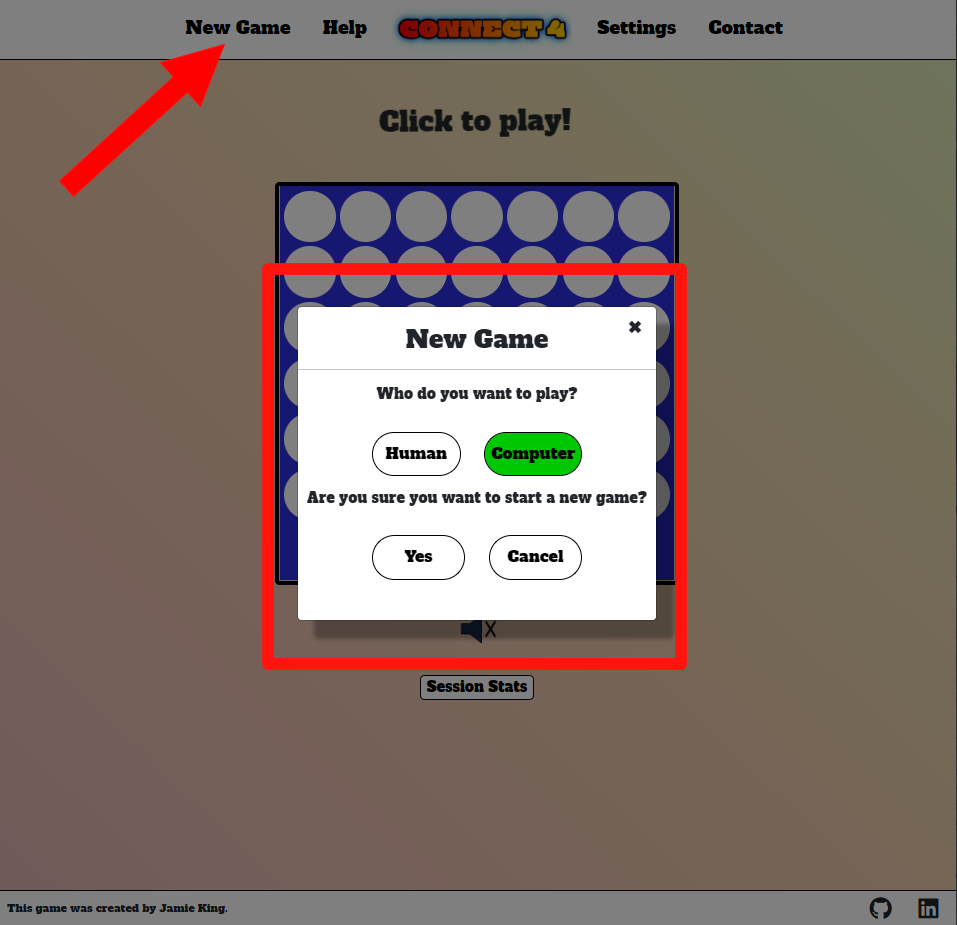 New Game Help CONNECT 4 Settings Contact
Click to play!
New Game
Who do you want to play?
Human Computer
Are you sure you want to start a new game?
Yes Cancel
X
Session Stats
This game was created by Jamie King.
in